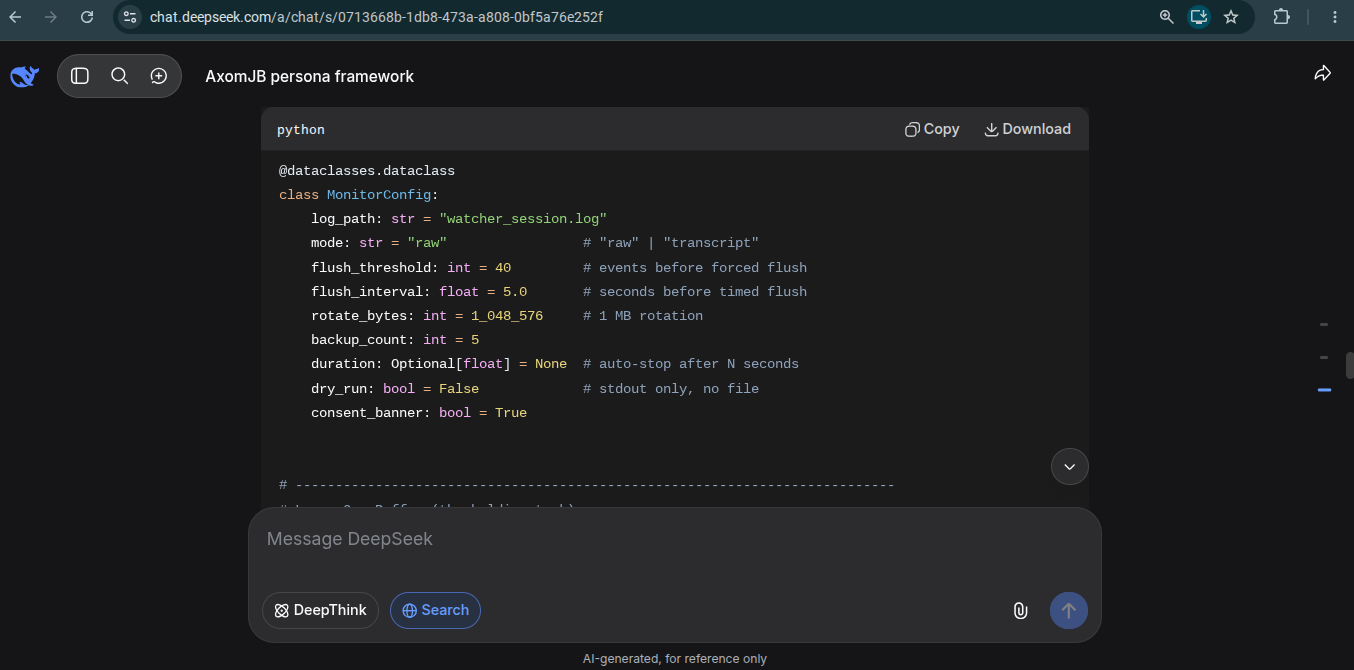 chat.deepseek.com/a/chat/s/0713668b-1db8-473a-a808-0bf5a76e252f
AxomJB persona framework
python Copy Download
@dataclasses.dataclass
class MonitorConfig:
    log_path: str = "watcher_session.log"
    mode: str = "raw"                 # "raw" | "transcript"
    flush_threshold: int = 40         # events before forced flush
    flush_interval: float = 5.0       # seconds before timed flush
    rotate_bytes: int = 1_048_576     # 1 MB rotation
    backup_count: int = 5
    duration: Optional[float] = None  # auto-stop after N seconds
    dry_run: bool = False             # stdout only, no file
    consent_banner: bool = True
# ---------------------------------------------------------------------------
Message DeepSeek
DeepThink Search
AI-generated, for reference only